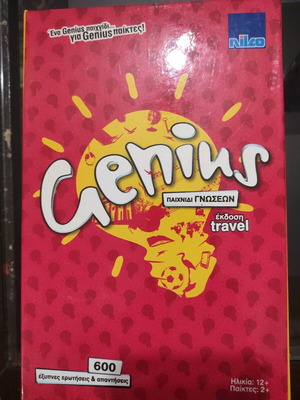 Ένα Genius παιχνίδι...
για Genius παίκτες!
nilco
Genius
ΠΑΙΧΝΙΔΙ ΓΝΩΣΕΩΝ
έκδοση
travel
600
έξυπνες ερωτήσεις & απαντήσεις
Ηλικία: 12+
Παίκτες: 2+